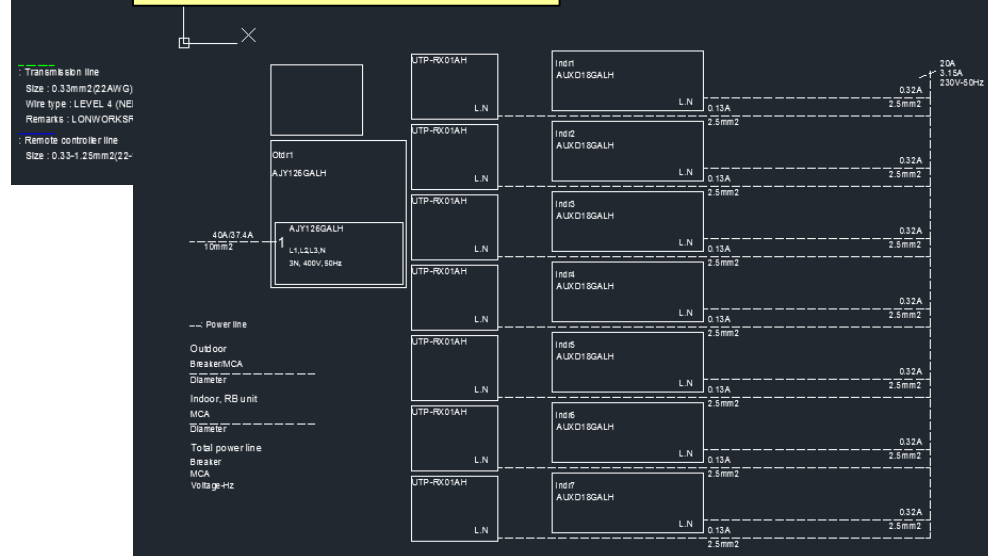 : Transmission line
Size : 0.33mm2(22AWG)
Wire type : LEVEL 4 (NE
Remarks : LONWORKSR
: Remote controller line
Size : 0.33-1.25mm2(22-
Otdr1
AJY126GALH
40A/37.4A
10mm2
AJY126GALH
1
L1,L2,L3,N
3N, 400V, 50Hz
---: Power line
Outdoor
Breaker/MCA
Diameter
Indoor, RB unit
MCA
Diameter
Total power line
Breaker
MCA
Voltage-Hz
20A
3.15A
230V-50Hz
UTP-RX01AH
L.N
Indr1
AUXD18GALH
L.N
0.32A
0.13A
2.5mm2
2.5mm2
UTP-RX01AH
L.N
Indr2
AUXD18GALH
L.N
0.32A
0.13A
2.5mm2
2.5mm2
UTP-RX01AH
L.N
Indr3
AUXD18GALH
L.N
0.32A
0.13A
2.5mm2
2.5mm2
UTP-RX01AH
L.N
Indr4
AUXD18GALH
L.N
0.32A
0.13A
2.5mm2
2.5mm2
UTP-RX01AH
L.N
Indr5
AUXD18GALH
L.N
0.32A
0.13A
2.5mm2
2.5mm2
UTP-RX01AH
L.N
Indr6
AUXD18GALH
L.N
0.32A
0.13A
2.5mm2
2.5mm2
UTP-RX01AH
L.N
Indr7
AUXD18GALH
L.N
0.32A
0.13A
2.5mm2
2.5mm2